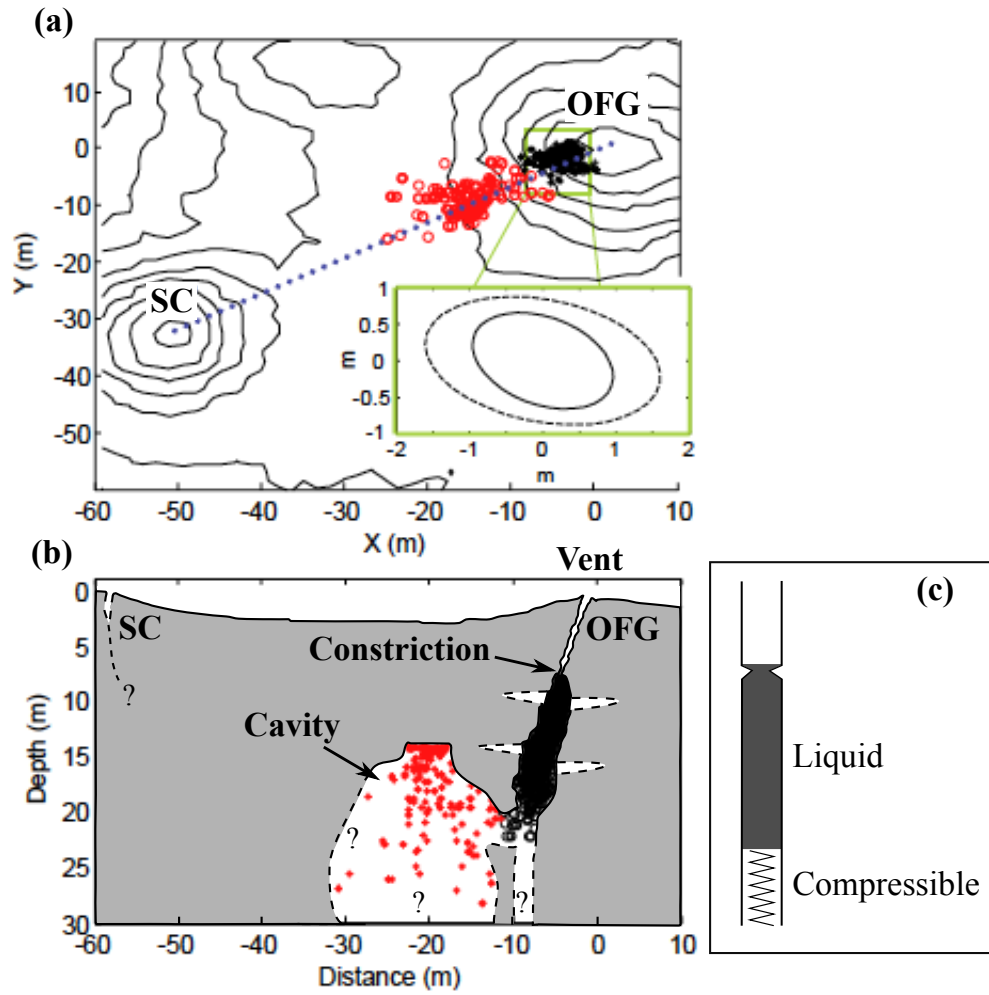 (a)
OFG
SC
Y (m)
10
0
-10
-20
-30
-40
-50
1
0.5
0
-0.5
-1
m
-2
-1
0
1
2
m
-60
-50
-40
-30
-20
-10
0
10
X (m)
(b)
Vent
SC
OFG
Constriction
Cavity
?
?
?
?
Depth (m)
0
5
10
15
20
25
30
-60
-50
-40
-30
-20
-10
0
10
Distance (m)
(c)
Liquid
Compressible